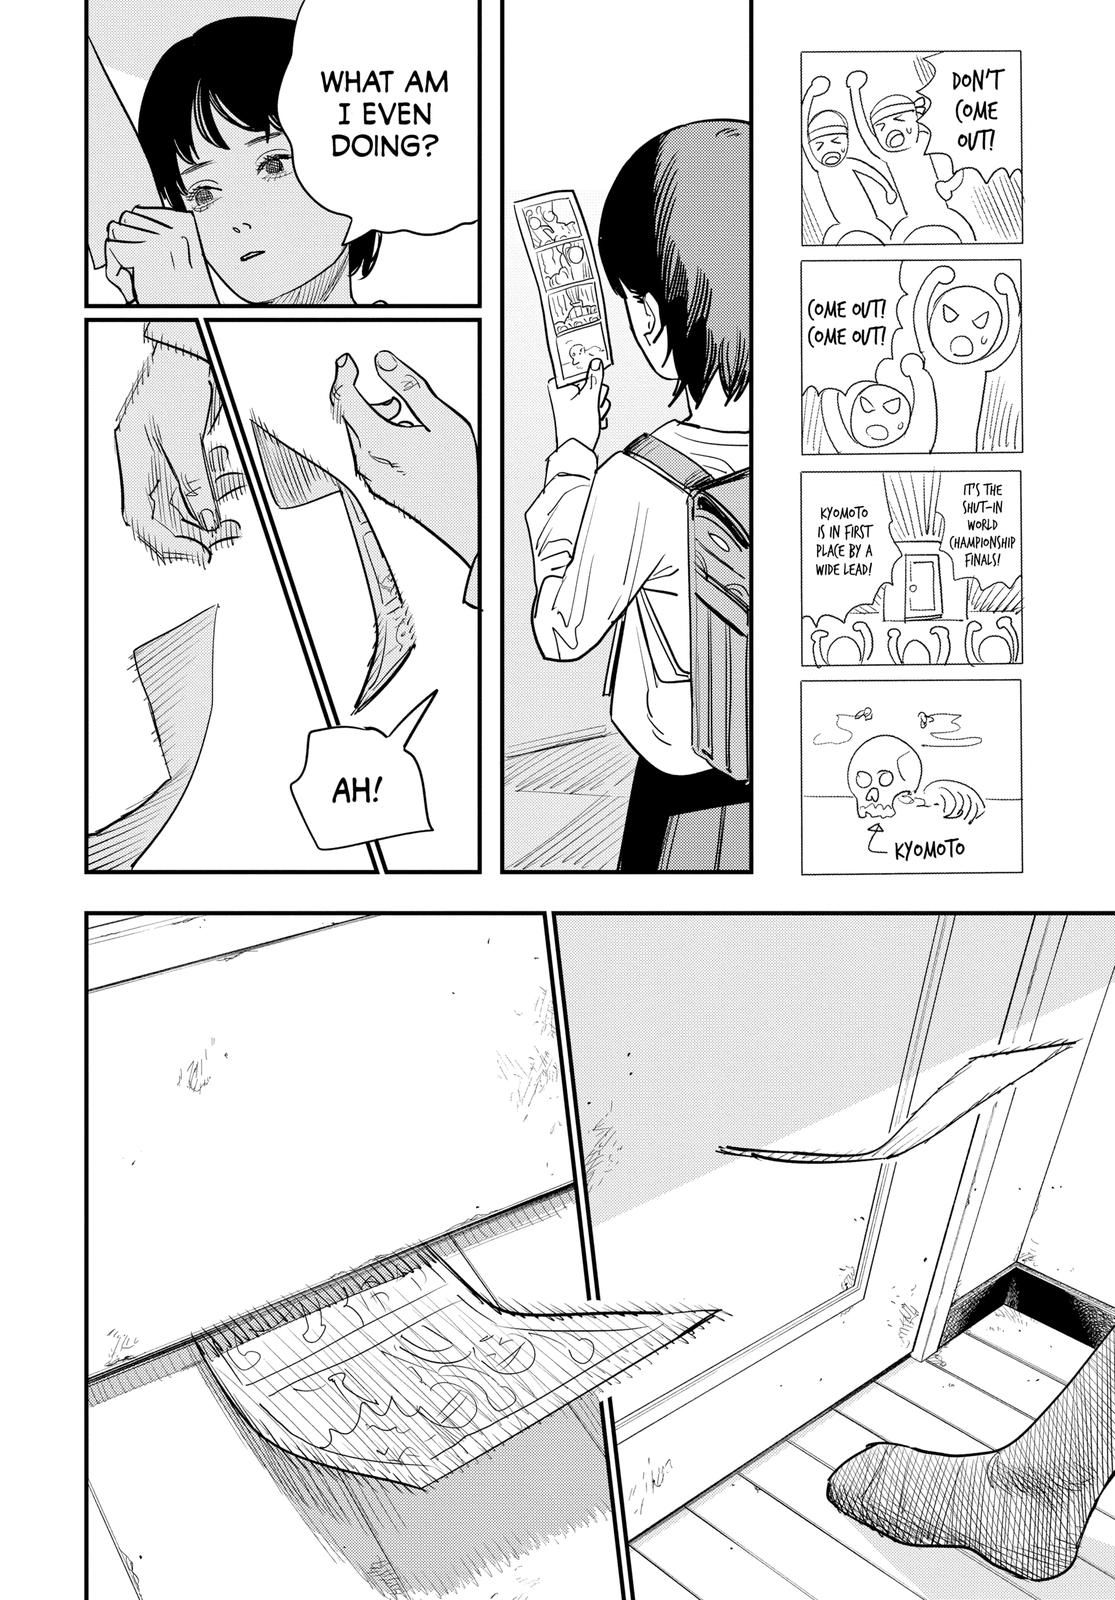 DON'T
COME
OUT!
COME OUT!
COME OUT!
IT'S THE
SHUT-IN
WORLD
CHAMPIONSHIP
FINALS!
KYOMOTO
IS IN FIRST
PLACE BY A
WIDE LEAD!
KYOMOTO
WHAT AM
I EVEN
DOING?
AH!